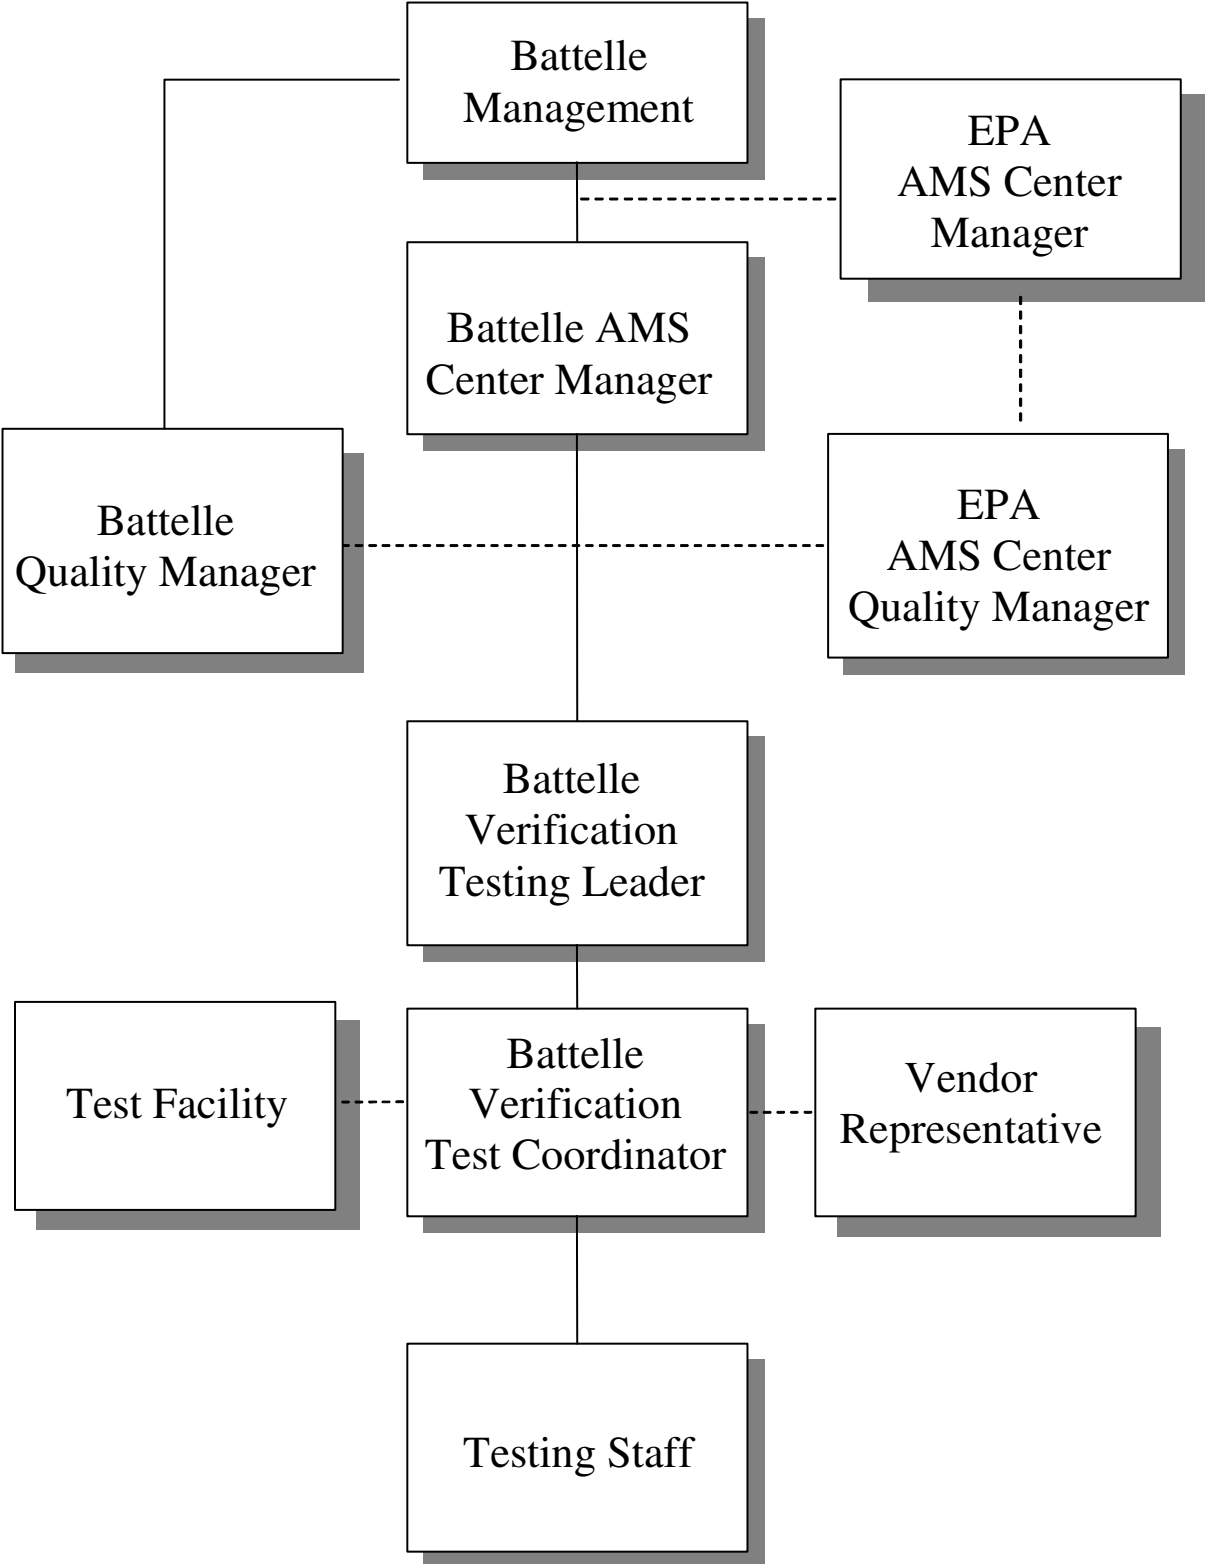 Battelle
Management
EPA
AMS Center
Manager
Battelle AMS
Center Manager
Battelle
Quality Manager
EPA
AMS Center
Quality Manager
Battelle
Verification
Testing Leader
Test Facility
Battelle
Verification
Test Coordinator
Vendor
Representative
Testing Staff